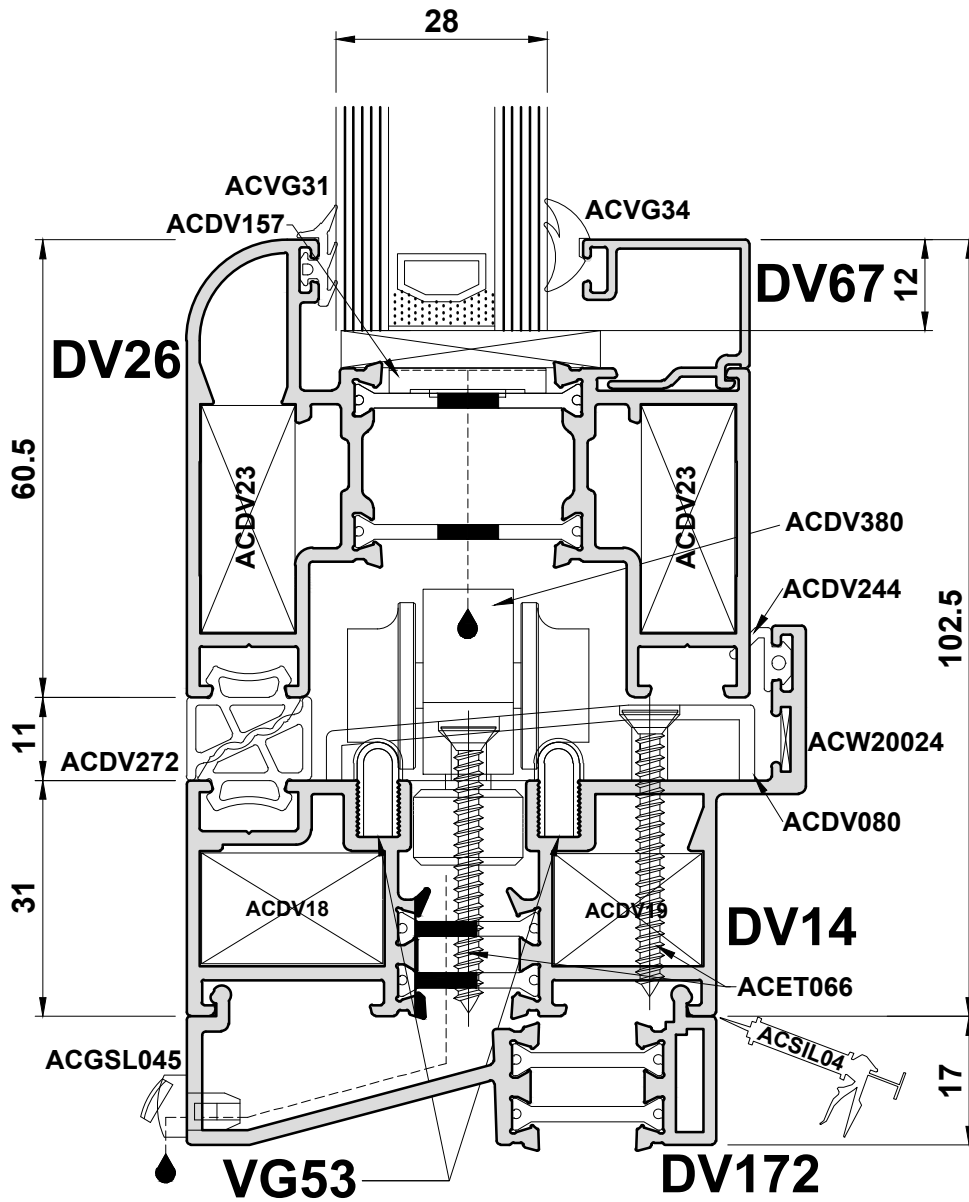 28
ACVG31
ACDV157
ACVG34
DV67
12
DV26
60.5
ACDV23
ACDV23
ACDV380
ACDV244
102.5
11
ACDV272
ACW20024
ACDV080
31
ACDV18
ACDV19
DV14
ACET066
ACGSL045
ACSIL04
17
VG53
DV172